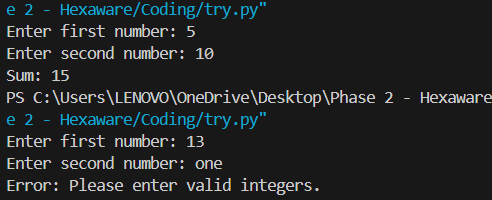 e 2 - Hexaware/Coding/try.py"
Enter first number: 5
Enter second number: 10
Sum: 15
PS C:\Users\LENOVO\OneDrive\Desktop\Phase 2 - Hexaware
e 2 - Hexaware/Coding/try.py"
Enter first number: 13
Enter second number: one
Error: Please enter valid integers.